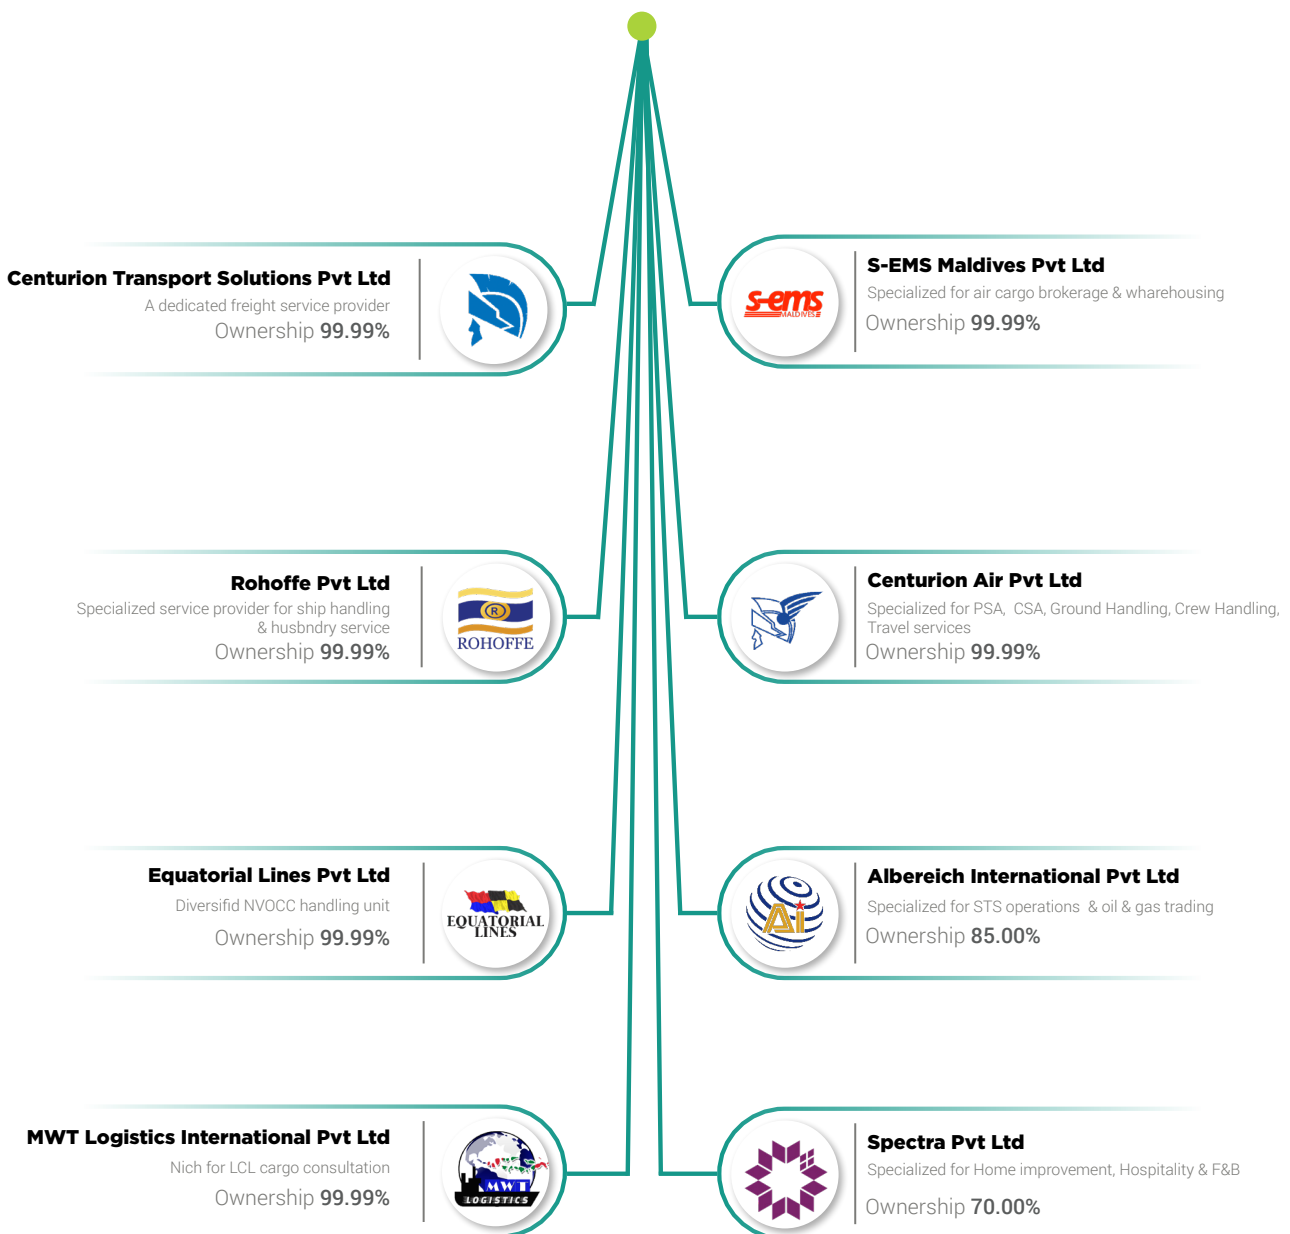 Centurion Transport Solutions Pvt Ltd
A dedicated freight service provider
Ownership 99.99%
s-ems
MALDIVES
S-EMS Maldives Pvt Ltd
Specialized for air cargo brokerage & wharehousing
Ownership 99.99%
Rohoffe Pvt Ltd
Specialized service provider for ship handling
& husbndry service
Ownership 99.99%
R
ROHOFFE
Centurion Air Pvt Ltd
Specialized for PSA, CSA, Ground Handling, Crew Handling,
Travel services
Ownership 99.99%
Equatorial Lines Pvt Ltd
Diversifid NVOCC handling unit
Ownership 99.99%
EQUATORIAL
LINES
Ai
Albereich International Pvt Ltd
Specialized for STS operations & oil & gas trading
Ownership 85.00%
MWT Logistics International Pvt Ltd
Nich for LCL cargo consultation
Ownership 99.99%
MWT
LOGISTICS
Spectra Pvt Ltd
Specialized for Home improvement, Hospitality & F&B
Ownership 70.00%